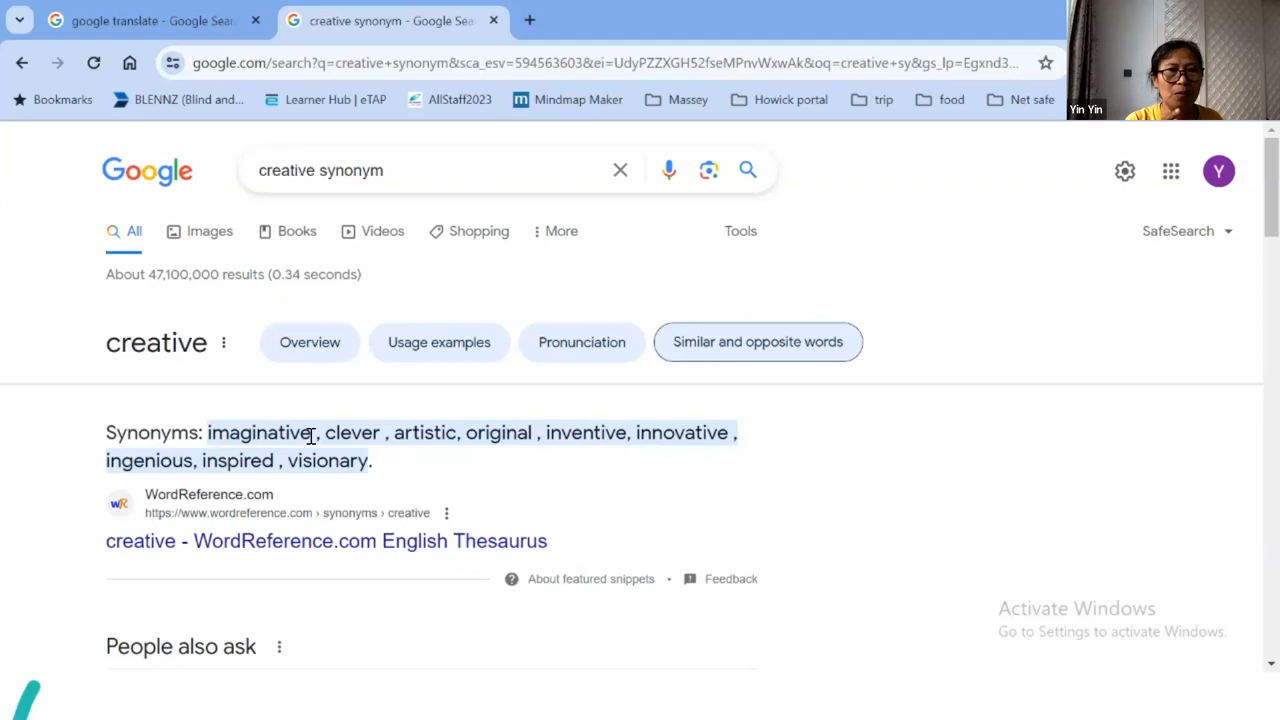 google translate - Google Sear
creative synonym - Google Sea
google.com/search?q=creative+synonym&sca_esv=594563603&ei=UdyPZZXGH52fseMPnvWxwAk&oq=creative+sy&gs_lp=Egxnd3...
Bookmarks BLENNZ (Blind and... Learner Hub | eTAP AllStaff2023 Mindmap Maker Massey Howick portal trip food Net safe
Yin Yin
Google creative synonym Y
All Images Books Videos Shopping More Tools SafeSearch
About 47,100,000 results (0.34 seconds)
creative Overview Usage examples Pronunciation Similar and opposite words
Synonyms: imaginative , clever , artistic, original , inventive, innovative ,
ingenious, inspired , visionary.
WordReference.com
wR https://www.wordreference.com › synonyms › creative
creative - WordReference.com English Thesaurus
About featured snippets • Feedback
Activate Windows
Go to Settings to activate Windows.
People also ask